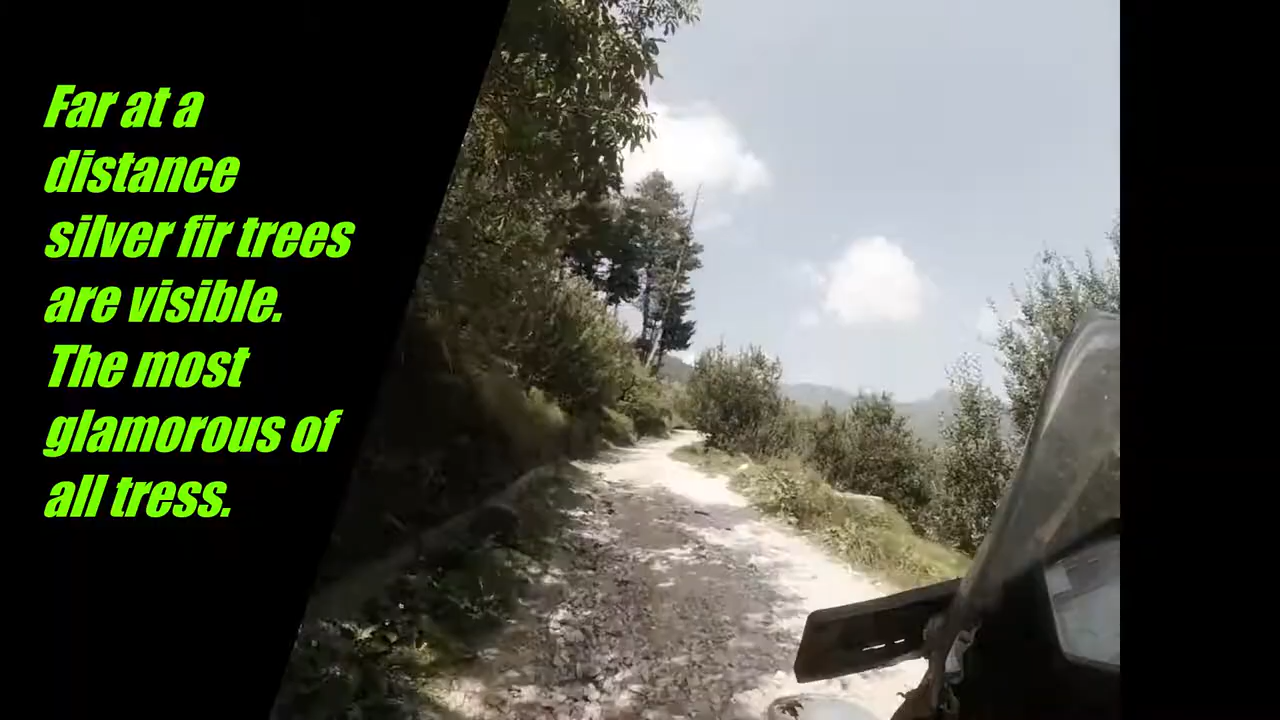 Far at a
distance
silver fir trees
are visible.
The most
glamorous of
all tress.